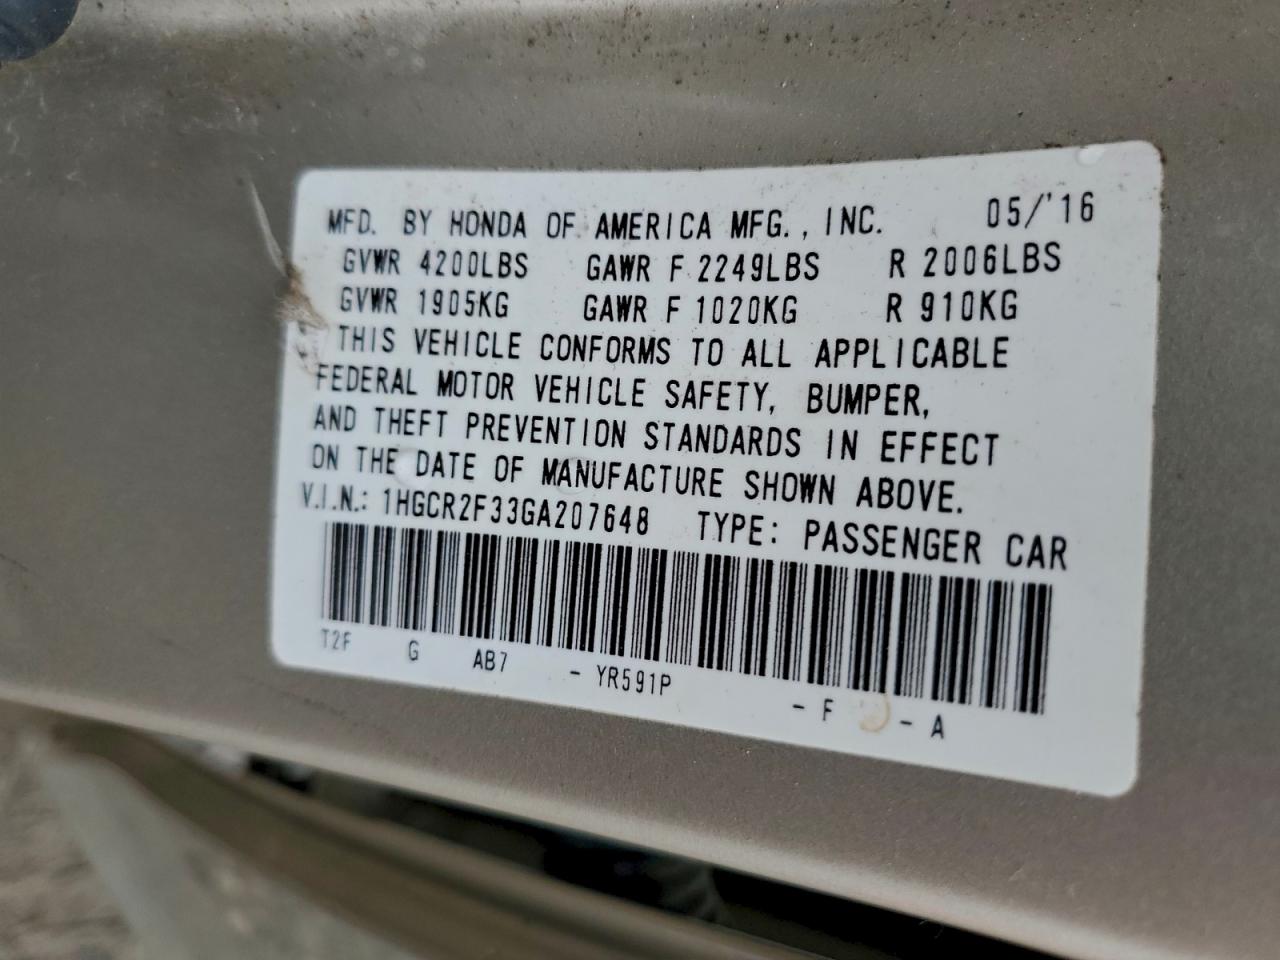 MFD. BY HONDA OF AMERICA MFG., INC. 05/'16
GVWR 4200LBS GAWR F 2249LBS R 2006LBS
GVWR 1905KG GAWR F 1020KG R 910KG
THIS VEHICLE CONFORMS TO ALL APPLICABLE
FEDERAL MOTOR VEHICLE SAFETY, BUMPER,
AND THEFT PREVENTION STANDARDS IN EFFECT
ON THE DATE OF MANUFACTURE SHOWN ABOVE.
V.I.N.: 1HGCR2F33GA207648 TYPE: PASSENGER CAR
T2F G AB7 - YR591P - F - A